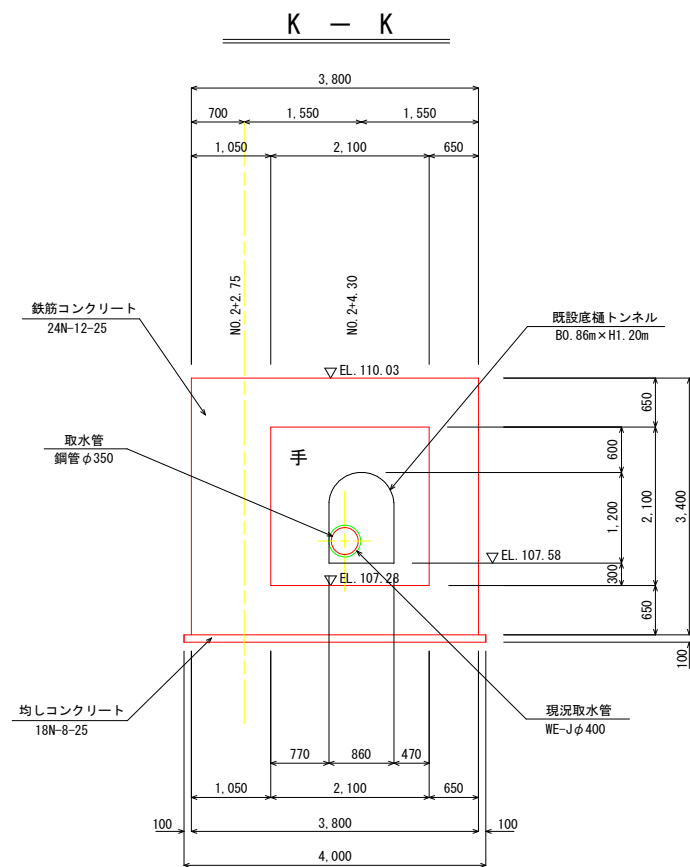 K － K
3,800
700
1,550
1,550
1,050
2,100
650
NO.2+2.75
NO.2+4.30
鉄筋コンクリート
24N-12-25
既設底樋トンネル
B0.86m×H1.20m
EL.110.03
取水管
鋼管φ350
手
650
600
1,200
2,100
3,400
EL.107.58
EL.107.28
300
650
100
均しコンクリート
18N-8-25
現況取水管
WE-Jφ400
770
860
470
1,050
2,100
650
100
3,800
100
4,000